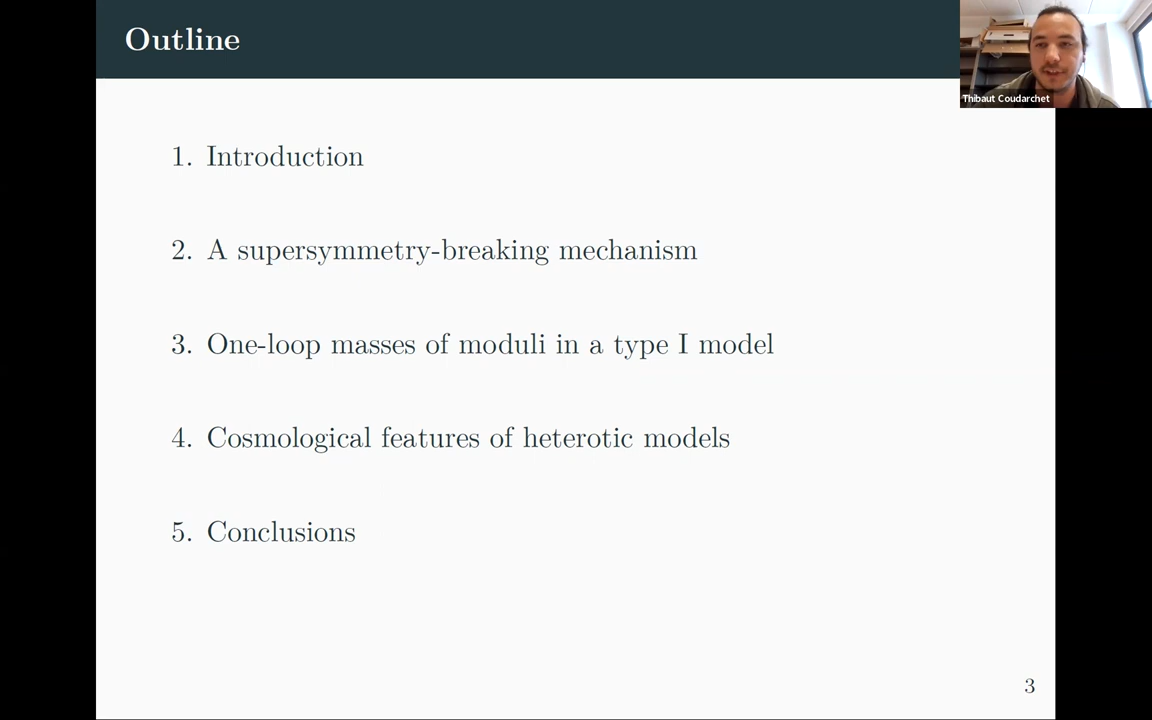 Outline
Thibaut Coudarchet
1. Introduction
2. A supersymmetry-breaking mechanism
3. One-loop masses of moduli in a type I model
4. Cosmological features of heterotic models
5. Conclusions
3